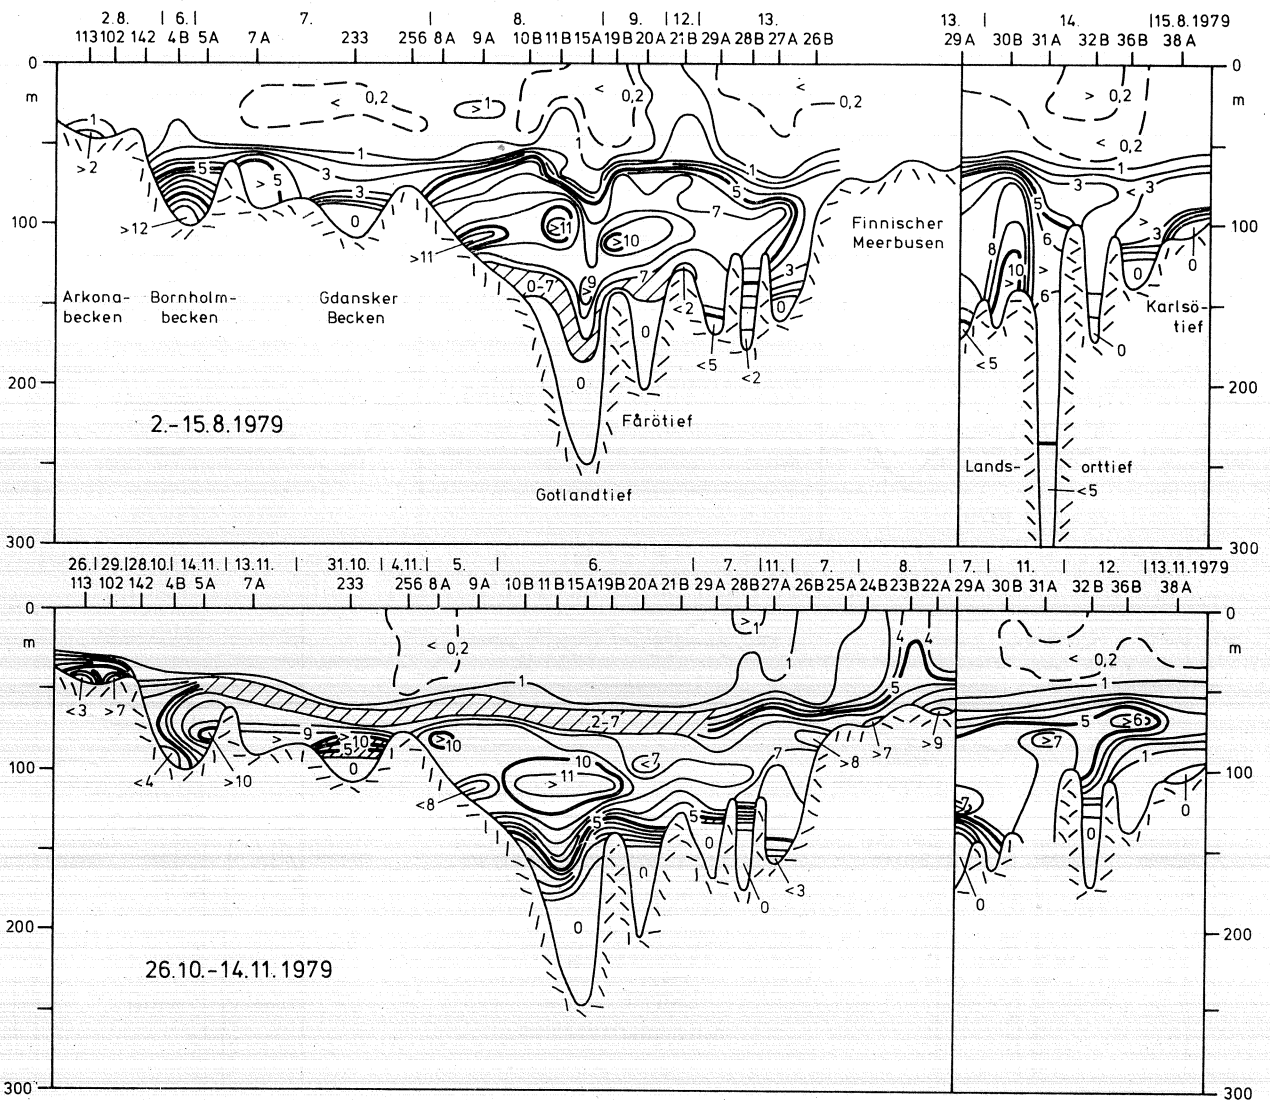 2.8. | 6. | 7. | 8. | 9. | 12. | 13. 13. | 14. | 15.8.1979
113 102 142 4B 5A 7A 233 256 8A 9A 10B 11B 15A 19B 20A 21B 29A 28B 27A 26B 29A 30B 31A 32B 36B 38A
0 0
m < 0,2 >1 < 0,2 < 0,2 > 0,2 m
1 1 1 1 < 0,2 1
>2 5 >5 3 3 5 7 3 <3 5
100 >12 0 >11 >11 >10 Finnischer 8 6 >3 100
Meerbusen
Arkona- Bornholm- Gdansker 0-7 >9 7 3 10 > > 0 0
becken becken Becken <2 0 0 6 Karlsö-
tief
<5 <2 <5 0
200 0 200
2.-15.8.1979 Fårötief
Lands- orttief
Gotlandtief <5
300 300
26. | 29. | 28.10. | 14.11. | 13.11. | 31.10. | 4.11. | 5. | 6. | 7. | 11. | 7. | 8. | 7. | 11. | 12. | 13.11.1979
113 102 142 4B 5A 7A 233 256 8A 9A 10B 11B 15A 19B 20A 21B 29A 28B 27A 26B 25A 24B 23B 22A 29A 30B 31A 32B 36B 38A
0 0
m < 0,2 >1 4 4 < 0,2 m
1 1 5 1
<3 >7 2-7 5 >6
9 > >10 5 >10 <7 7 >8 >7 >9 >7 1
100 <4 >10 0 <8 10 > 11 7 100
5 5 0 0 0
0 <3 0 0
200 0 200
26.10.-14.11.1979
300 300